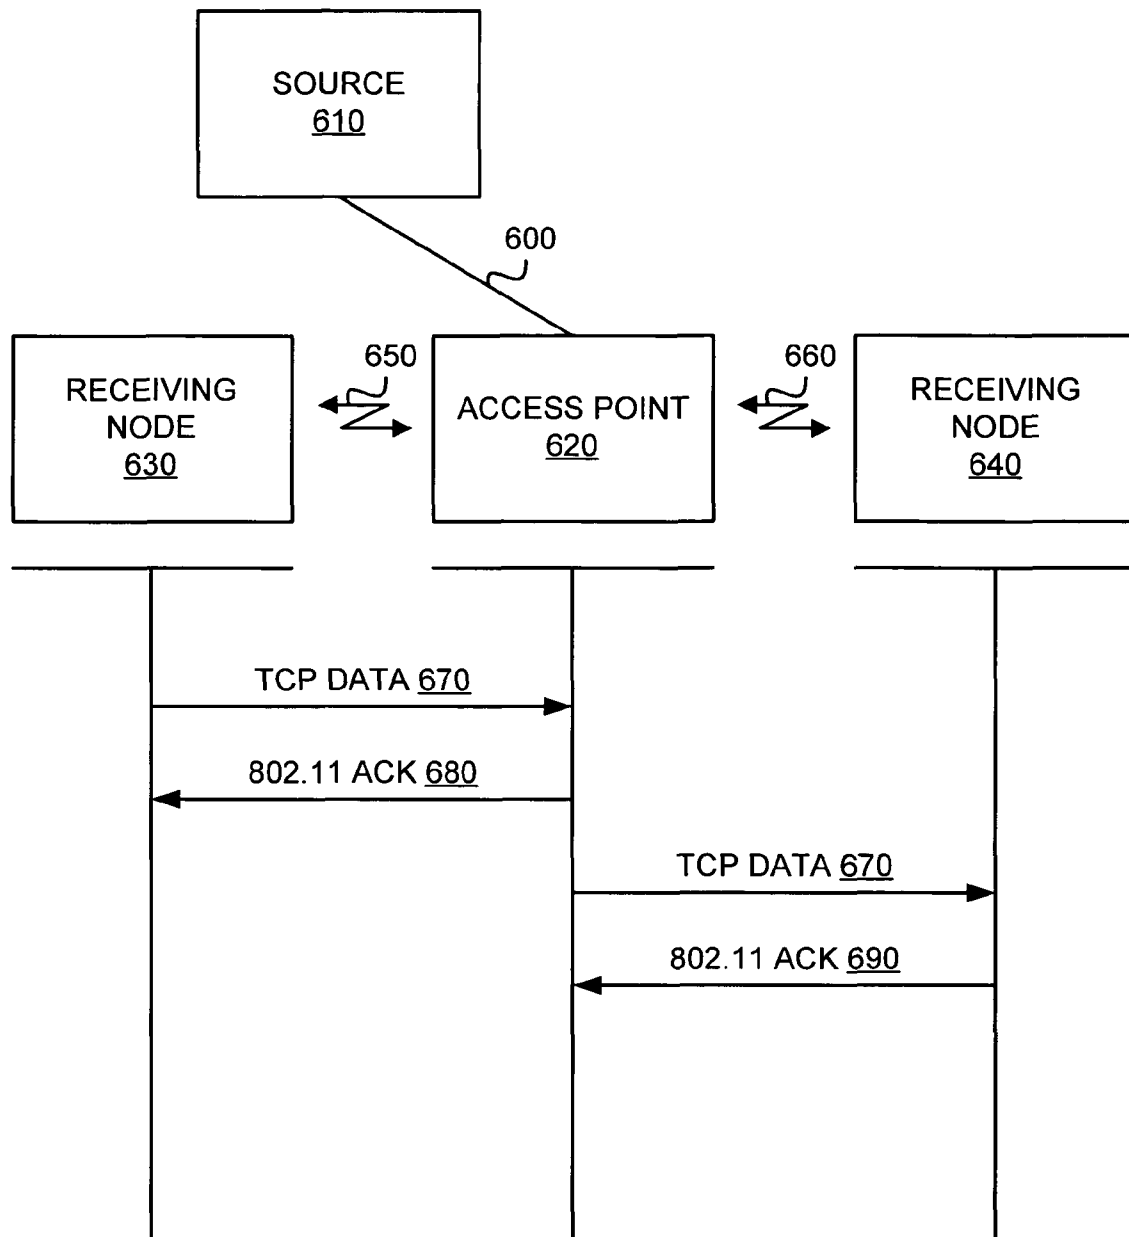 SOURCE
610
600
650
660
RECEIVING
NODE
630
ACCESS POINT
620
RECEIVING
NODE
640
TCP DATA 670
802.11 ACK 680
TCP DATA 670
802.11 ACK 690